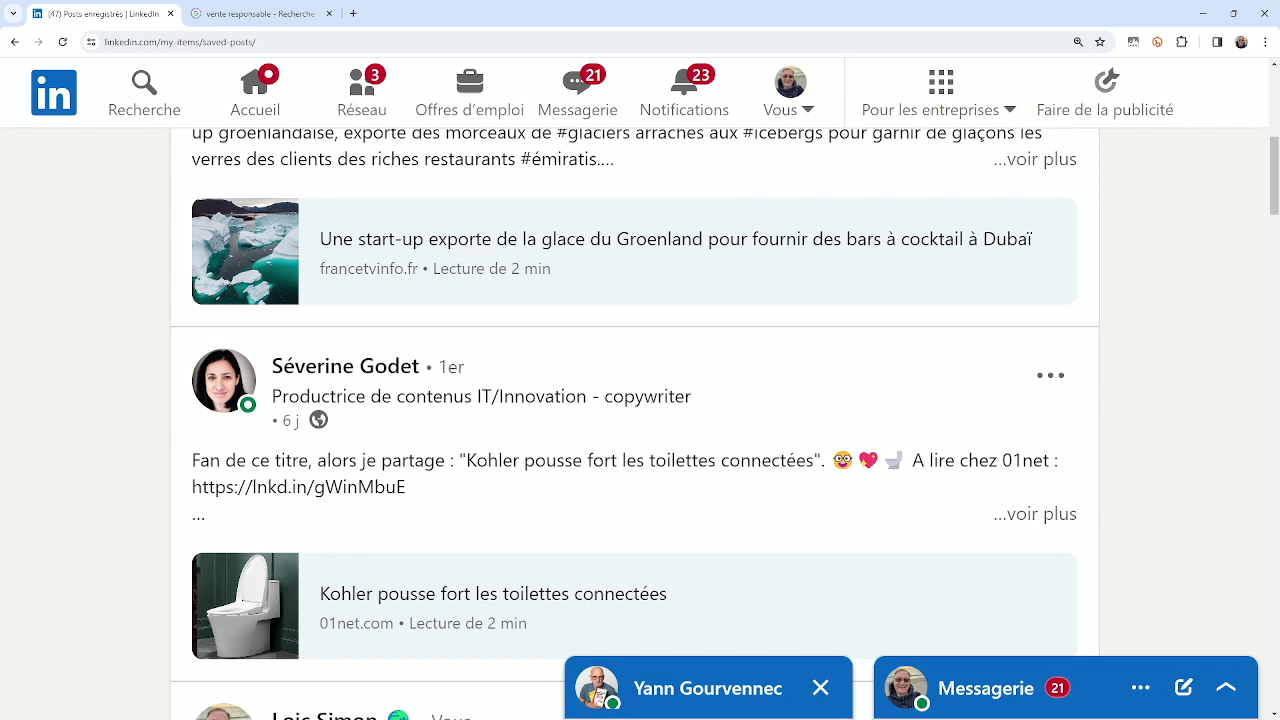 (47) Posts enregistrés | LinkedIn
vente responsable - Recherche
linkedin.com/my-items/saved-posts/
in
Recherche
Accueil
3
Réseau
Offres d’emploi
21
Messagerie
23
Notifications
Vous
Pour les entreprises
Faire de la publicité
up groenlandaise, exporte des morceaux de #glaciers arrachés aux #icebergs pour garnir de glaçons les
verres des clients des riches restaurants #émiratis.... ...voir plus
Une start-up exporte de la glace du Groenland pour fournir des bars à cocktail à Dubaï
francetvinfo.fr • Lecture de 2 min
Séverine Godet • 1er
Productrice de contenus IT/Innovation - copywriter
• 6 j
Fan de ce titre, alors je partage : "Kohler pousse fort les toilettes connectées". 🤓 💖 🚽 A lire chez 01net :
https://lnkd.in/gWinMbuE
... ...voir plus
Kohler pousse fort les toilettes connectées
01net.com • Lecture de 2 min
Loic Simon Vous
Yann Gourvennec
Messagerie 21